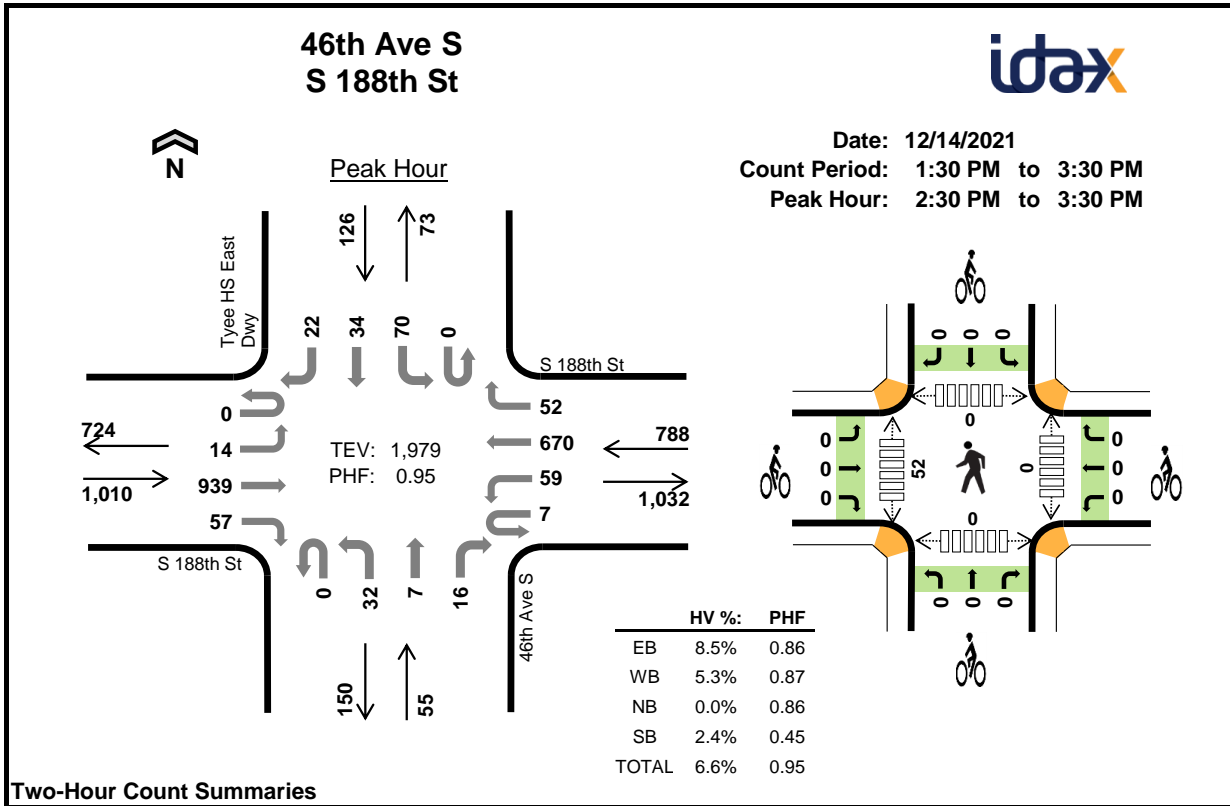 46th Ave S
S 188th St
idax
N
Peak Hour
Date: 12/14/2021
Count Period: 1:30 PM to 3:30 PM
Peak Hour: 2:30 PM to 3:30 PM
126
73
Tyee HS East
Dwy
22
34
70
0
S 188th St
0
14
939
57
724
1,010
TEV: 1,979
PHF: 0.95
52
670
59
7
788
1,032
S 188th St
0
32
7
16
46th Ave S
150
55
0
0
0
0
0
0
0
52
0
0
0
0
0
0
0
0
HV %: PHF
EB 8.5% 0.86
WB 5.3% 0.87
NB 0.0% 0.86
SB 2.4% 0.45
TOTAL 6.6% 0.95
Two-Hour Count Summaries